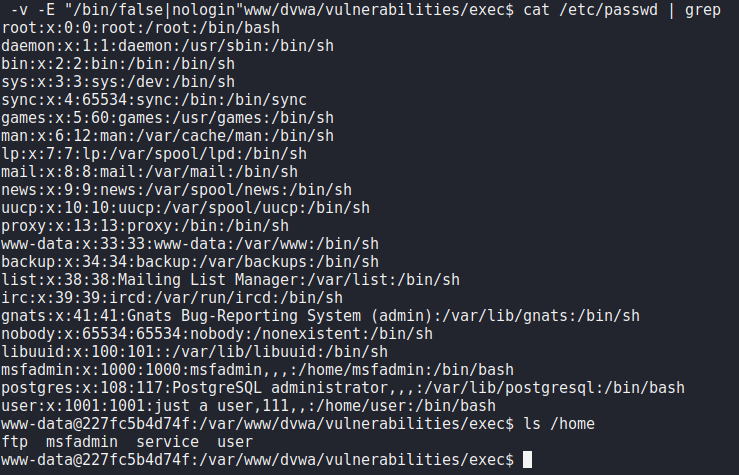 -v -E "/bin/false|nologin"www/dvwa/vulnerabilities/exec$ cat /etc/passwd | grep
root:x:0:0:root:/root:/bin/bash
daemon:x:1:1:daemon:/usr/sbin:/bin/sh
bin:x:2:2:bin:/bin:/bin/sh
sys:x:3:3:sys:/dev:/bin/sh
sync:x:4:65534:sync:/bin:/bin/sync
games:x:5:60:games:/usr/games:/bin/sh
man:x:6:12:man:/var/cache/man:/bin/sh
lp:x:7:7:lp:/var/spool/lpd:/bin/sh
mail:x:8:8:mail:/var/mail:/bin/sh
news:x:9:9:news:/var/spool/news:/bin/sh
uucp:x:10:10:uucp:/var/spool/uucp:/bin/sh
proxy:x:13:13:proxy:/bin:/bin/sh
www-data:x:33:33:www-data:/var/www:/bin/sh
backup:x:34:34:backup:/var/backups:/bin/sh
list:x:38:38:Mailing List Manager:/var/list:/bin/sh
irc:x:39:39:ircd:/var/run/ircd:/bin/sh
gnats:x:41:41:Gnats Bug-Reporting System (admin):/var/lib/gnats:/bin/sh
nobody:x:65534:65534:nobody:/nonexistent:/bin/sh
libuuid:x:100:101::/var/lib/libuuid:/bin/sh
msfadmin:x:1000:1000:msfadmin,,,:/home/msfadmin:/bin/bash
postgres:x:108:117:PostgreSQL administrator,,,:/var/lib/postgresql:/bin/bash
user:x:1001:1001:just a user,111,,:/home/user:/bin/bash
www-data@227fc5b4d74f:/var/www/dvwa/vulnerabilities/exec$ ls /home
ftp  msfadmin  service  user
www-data@227fc5b4d74f:/var/www/dvwa/vulnerabilities/exec$